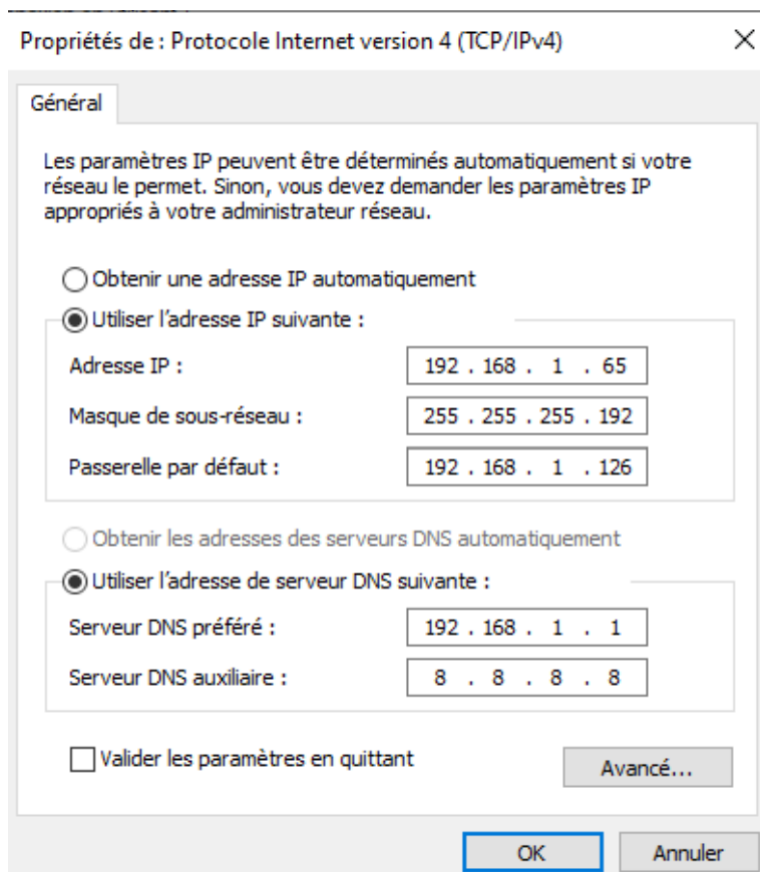 Propriétés de : Protocole Internet version 4 (TCP/IPv4)
Général
Les paramètres IP peuvent être déterminés automatiquement si votre
réseau le permet. Sinon, vous devez demander les paramètres IP
appropriés à votre administrateur réseau.
Obtenir une adresse IP automatiquement
Utiliser l'adresse IP suivante :
Adresse IP : 192 . 168 . 1 . 65
Masque de sous-réseau : 255 . 255 . 255 . 192
Passerelle par défaut : 192 . 168 . 1 . 126
Obtenir les adresses des serveurs DNS automatiquement
Utiliser l'adresse de serveur DNS suivante :
Serveur DNS préféré : 192 . 168 . 1 . 1
Serveur DNS auxiliaire : 8 . 8 . 8 . 8
Valider les paramètres en quittant
Avancé...
OK Annuler